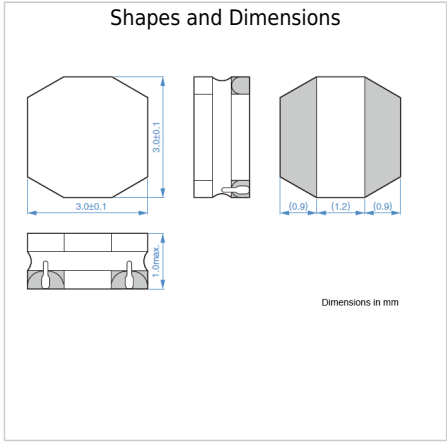 Shapes and Dimensions
3.0±0.1
3.0±0.1
(0.9) (1.2) (0.9)
1.0max.
Dimensions in mm